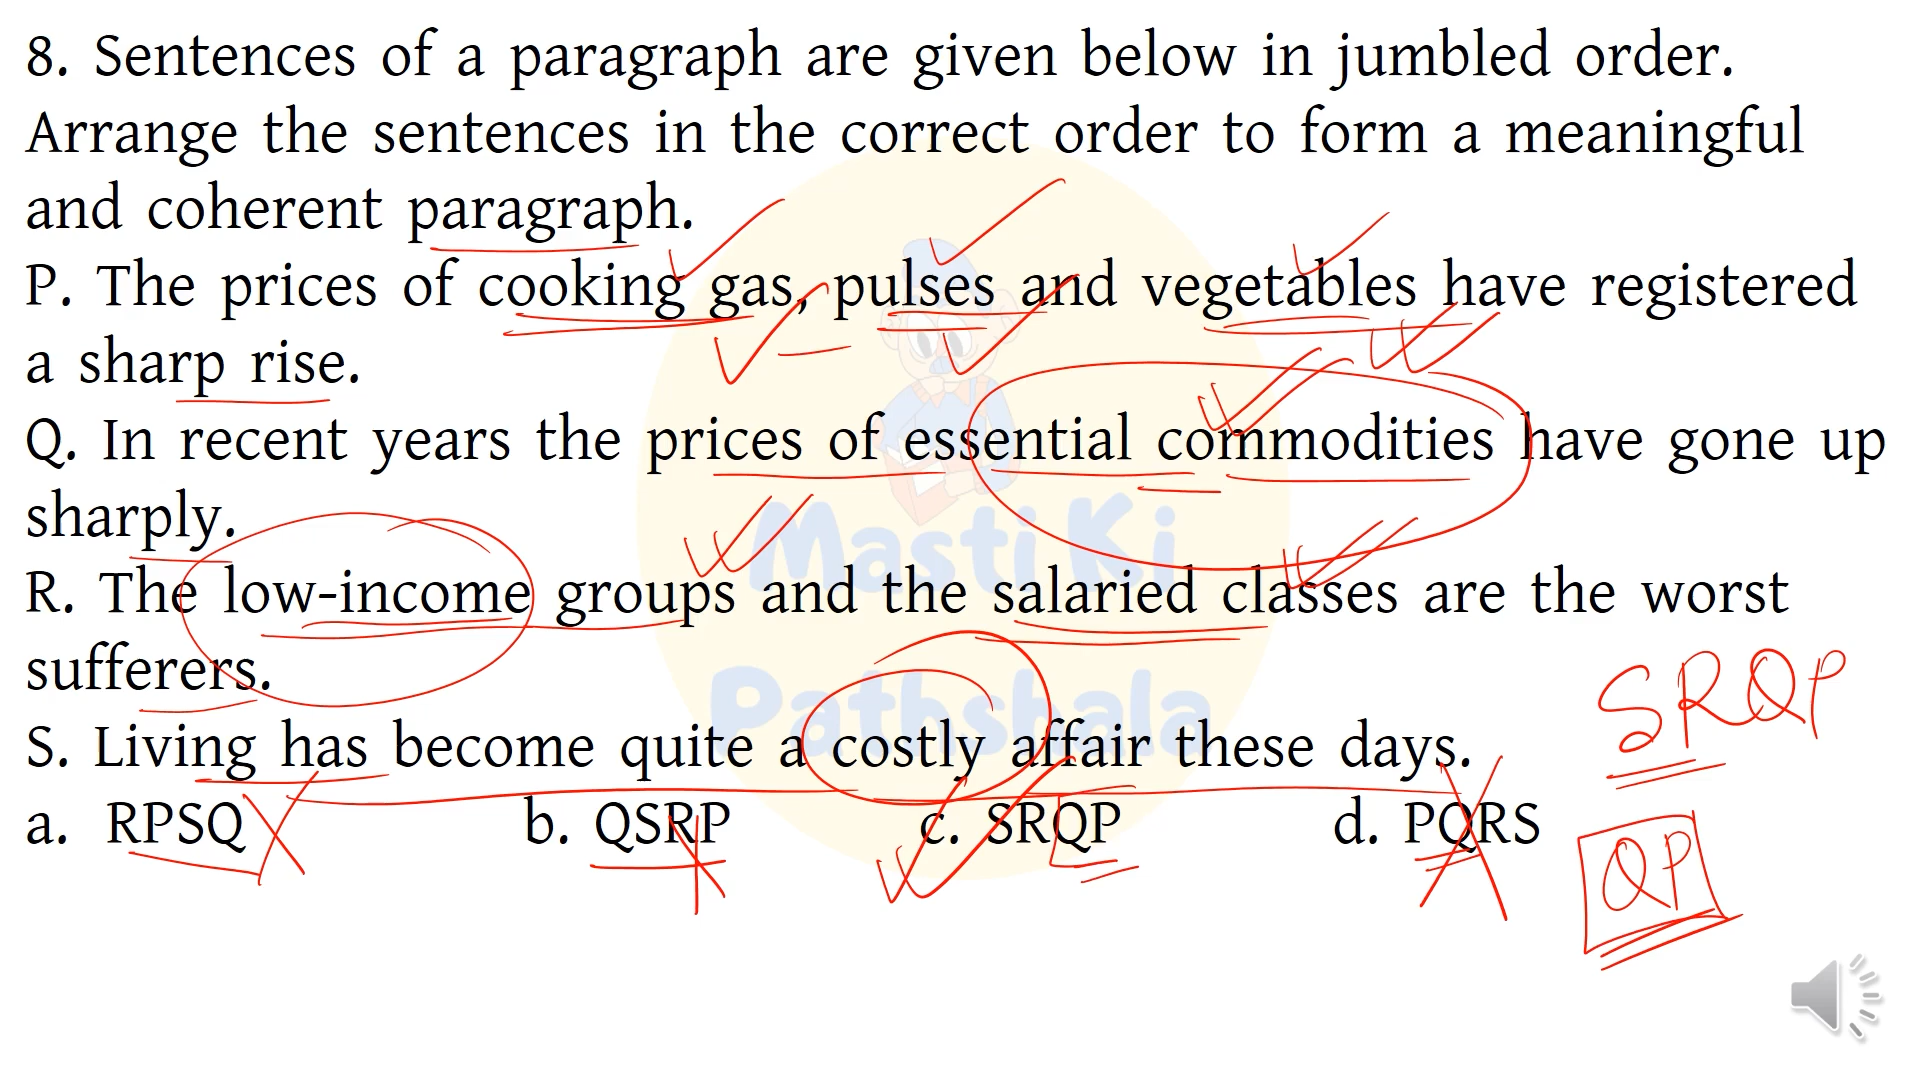 8. Sentences of a paragraph are given below in jumbled order.
Arrange the sentences in the correct order to form a meaningful
and coherent paragraph.
P. The prices of cooking gas, pulses and vegetables have registered
a sharp rise.
Q. In recent years the prices of essential commodities have gone up
sharply.
R. The low-income groups and the salaried classes are the worst
sufferers.
S. Living has become quite a costly affair these days.
a. RPSQ b. QSRP c. SRQP d. PQRS
SRQP
QP
Masti Ki
Pathshala